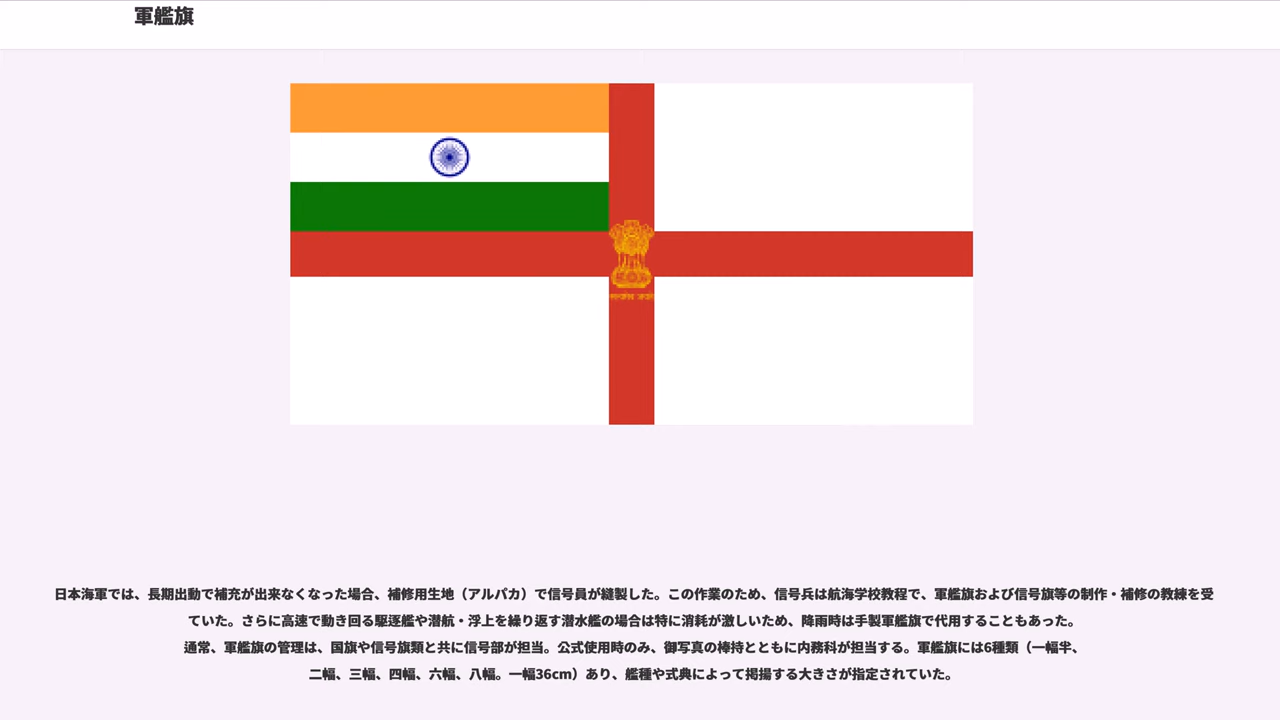 軍艦旗
日本海軍では、長期出動で補充が出来なくなった場合、補修用生地（アルパカ）で信号員が縫製した。この作業のため、信号兵は航海学校教程で、軍艦旗および信号旗等の制作・補修の教練を受
ていた。さらに高速で動き回る駆逐艦や潜航・浮上を繰り返す潜水艦の場合は特に消耗が激しいため、降雨時は手製軍艦旗で代用することもあった。
通常、軍艦旗の管理は、国旗や信号旗類と共に信号部が担当。公式使用時のみ、御写真の棒持とともに内務科が担当する。軍艦旗には6種類（一幅半、
二幅、三幅、四幅、六幅、八幅。一幅36cm）あり、艦種や式典によって掲揚する大きさが指定されていた。